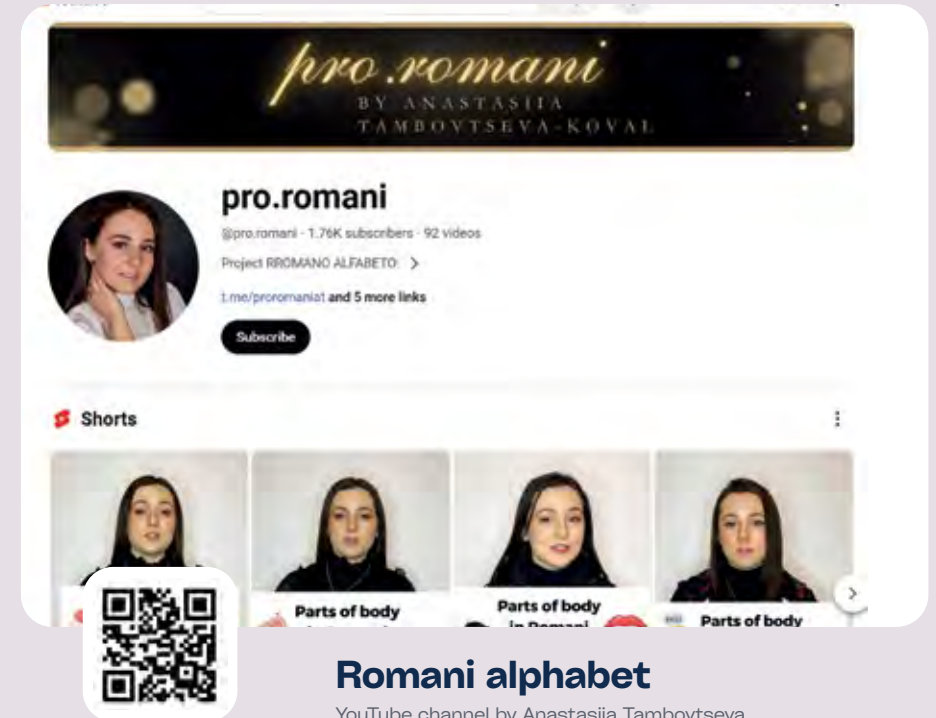 pro.romani
BY ANASTASIIA
TAMBOVTSEVA-KOVAL
pro.romani
@pro.romani · 1.76K subscribers · 92 videos
Project RROMANO ALFABETO
t.me/proromani1 and 5 more links
Subscribe
Shorts
Parts of body
Parts of body
in Romani
Parts of body
Romani alphabet
YouTube channel by Anastasiia Tambovtseva